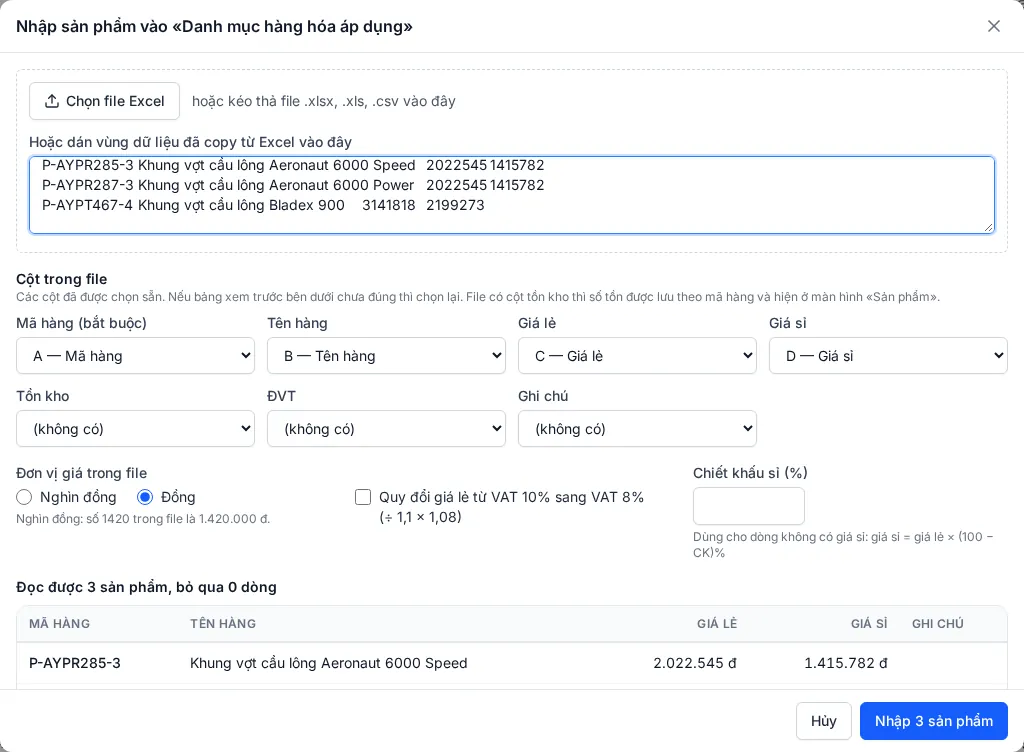 Nhập sản phẩm vào «Danh mục hàng hóa áp dụng»
Chọn file Excel
hoặc kéo thả file .xlsx, .xls, .csv vào đây
Hoặc dán vùng dữ liệu đã copy từ Excel vào đây
P-AYPR285-3 Khung vợt cầu lông Aeronaut 6000 Speed 2022545 1415782
P-AYPR287-3 Khung vợt cầu lông Aeronaut 6000 Power 2022545 1415782
P-AYPT467-4 Khung vợt cầu lông Bladex 900 3141818 2199273
Cột trong file
Các cột đã được chọn sẵn. Nếu bảng xem trước bên dưới chưa đúng thì chọn lại. File có cột tồn kho thì số tồn được lưu theo mã hàng và hiện ở màn hình «Sản phẩm».
Mã hàng (bắt buộc) Tên hàng Giá lẻ Giá sỉ
A — Mã hàng B — Tên hàng C — Giá lẻ D — Giá sỉ
Tồn kho ĐVT Ghi chú
(không có) (không có) (không có)
Đơn vị giá trong file
Nghìn đồng Đồng
Nghìn đồng: số 1420 trong file là 1.420.000 đ.
Quy đổi giá lẻ từ VAT 10% sang VAT 8%
(÷ 1,1 × 1,08)
Chiết khấu sỉ (%)
Dùng cho dòng không có giá sỉ: giá sỉ = giá lẻ × (100 −
CK)%
Đọc được 3 sản phẩm, bỏ qua 0 dòng
MÃ HÀNG TÊN HÀNG GIÁ LẺ GIÁ SỈ GHI CHÚ
P-AYPR285-3 Khung vợt cầu lông Aeronaut 6000 Speed 2.022.545 đ 1.415.782 đ
Hủy Nhập 3 sản phẩm